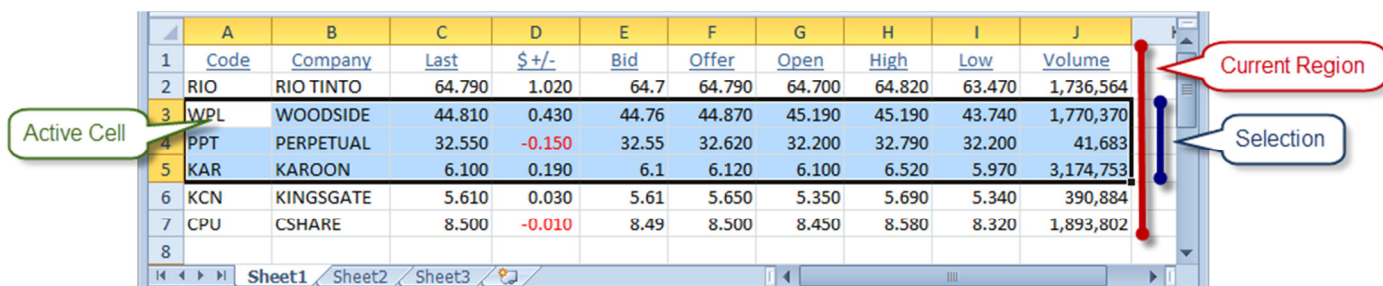 A B C D E F G H I J
1 Code Company Last $ +/- Bid Offer Open High Low Volume
Current Region
2 RIO RIO TINTO 64.790 1.020 64.7 64.790 64.700 64.820 63.470 1,736,564
3 WPL WOODSIDE 44.810 0.430 44.76 44.870 45.190 45.190 43.740 1,770,370
Active Cell
Selection
4 PPT PERPETUAL 32.550 -0.150 32.55 32.620 32.200 32.790 32.200 41,683
5 KAR KAROON 6.100 0.190 6.1 6.120 6.100 6.520 5.970 3,174,753
6 KCN KINGSGATE 5.610 0.030 5.61 5.650 5.350 5.690 5.340 390,884
7 CPU CSHARE 8.500 -0.010 8.49 8.500 8.450 8.580 8.320 1,893,802
8
Sheet1 Sheet2 Sheet3